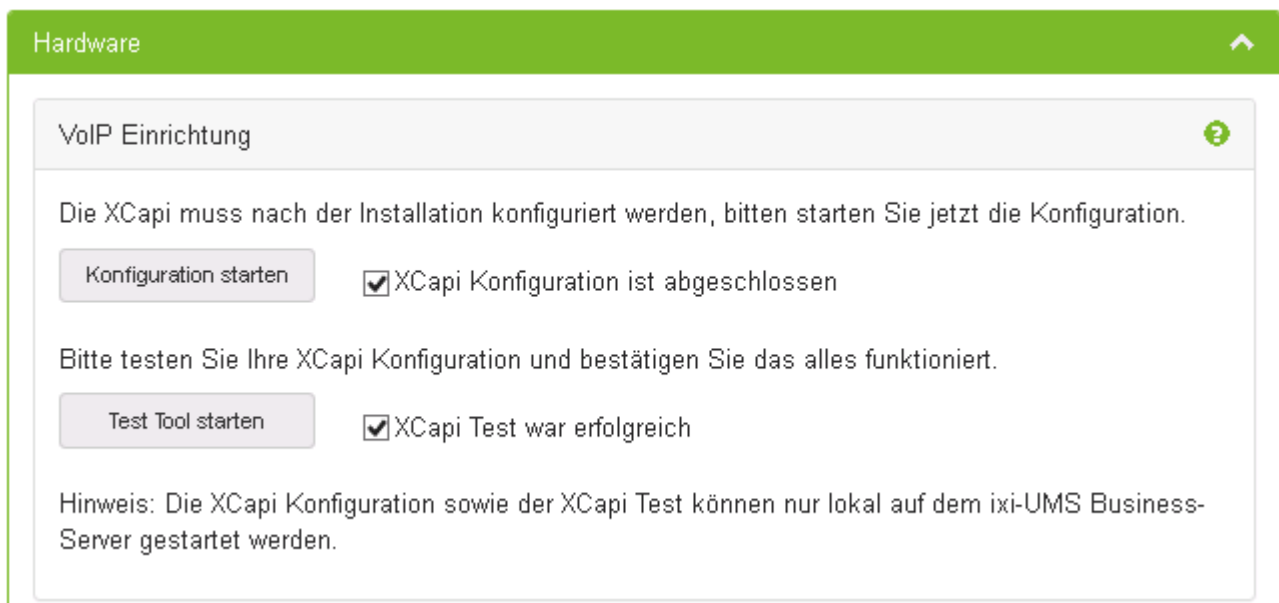 Hardware
VoIP Einrichtung
Die XCapi muss nach der Installation konfiguriert werden, bitten starten Sie jetzt die Konfiguration.
Konfiguration starten
XCapi Konfiguration ist abgeschlossen
Bitte testen Sie Ihre XCapi Konfiguration und bestätigen Sie das alles funktioniert.
Test Tool starten
XCapi Test war erfolgreich
Hinweis: Die XCapi Konfiguration sowie der XCapi Test können nur lokal auf dem ixi-UMS Business-
Server gestartet werden.